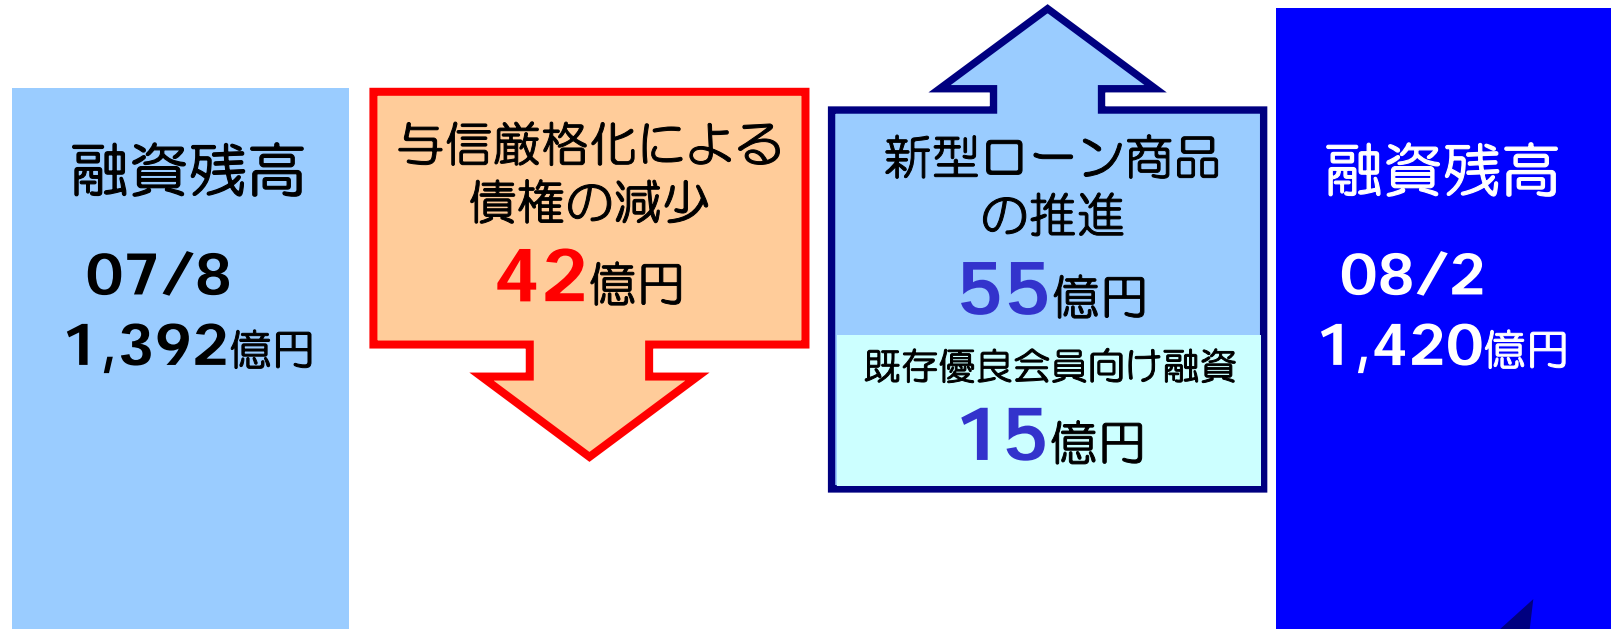 融資残高
07/8
1,392億円
与信厳格化による
債権の減少
42億円
新型ローン商品
の推進
55億円
既存優良会員向け融資
15億円
融資残高
08/2
1,420億円